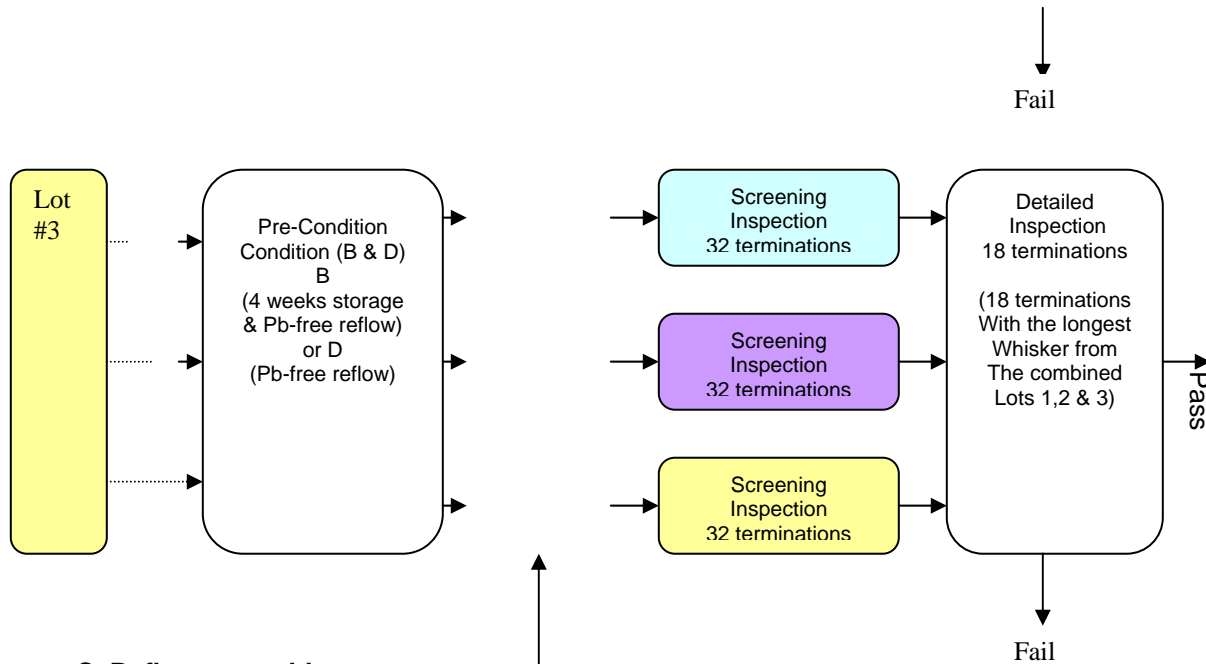 Fail
Lot
#3
Pre-Condition
Condition (B & D)
B
(4 weeks storage
& Pb-free reflow)
or D
(Pb-free reflow)
Screening
Inspection
32 terminations
Screening
Inspection
32 terminations
Screening
Inspection
32 terminations
Detailed
Inspection
18 terminations
(18 terminations
With the longest
Whisker from
The combined
Lots 1,2 & 3)
Pass
Fail